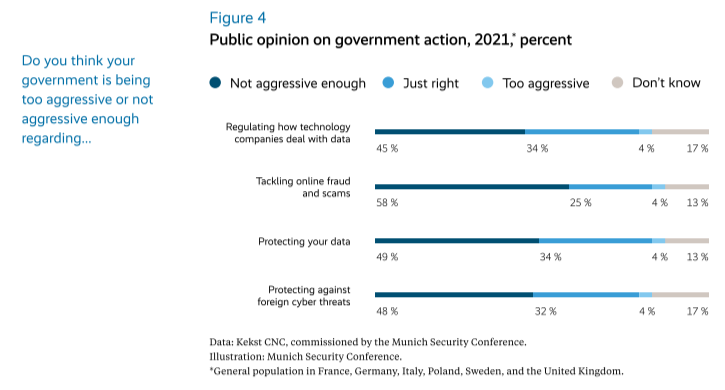 Figure 4
Public opinion on government action, 2021,* percent
Do you think your
government is being
too aggressive or not
aggressive enough
regarding...
Not aggressive enough
Just right
Too aggressive
Don't know
Regulating how technology
companies deal with data
45 %
34 %
4 %
17 %
Tackling online fraud
and scams
58 %
25 %
4 %
13 %
Protecting your data
49 %
34 %
4 %
13 %
Protecting against
foreign cyber threats
48 %
32 %
4 %
17 %
Data: Kekst CNC, commissioned by the Munich Security Conference.
Illustration: Munich Security Conference.
*General population in France, Germany, Italy, Poland, Sweden, and the United Kingdom.